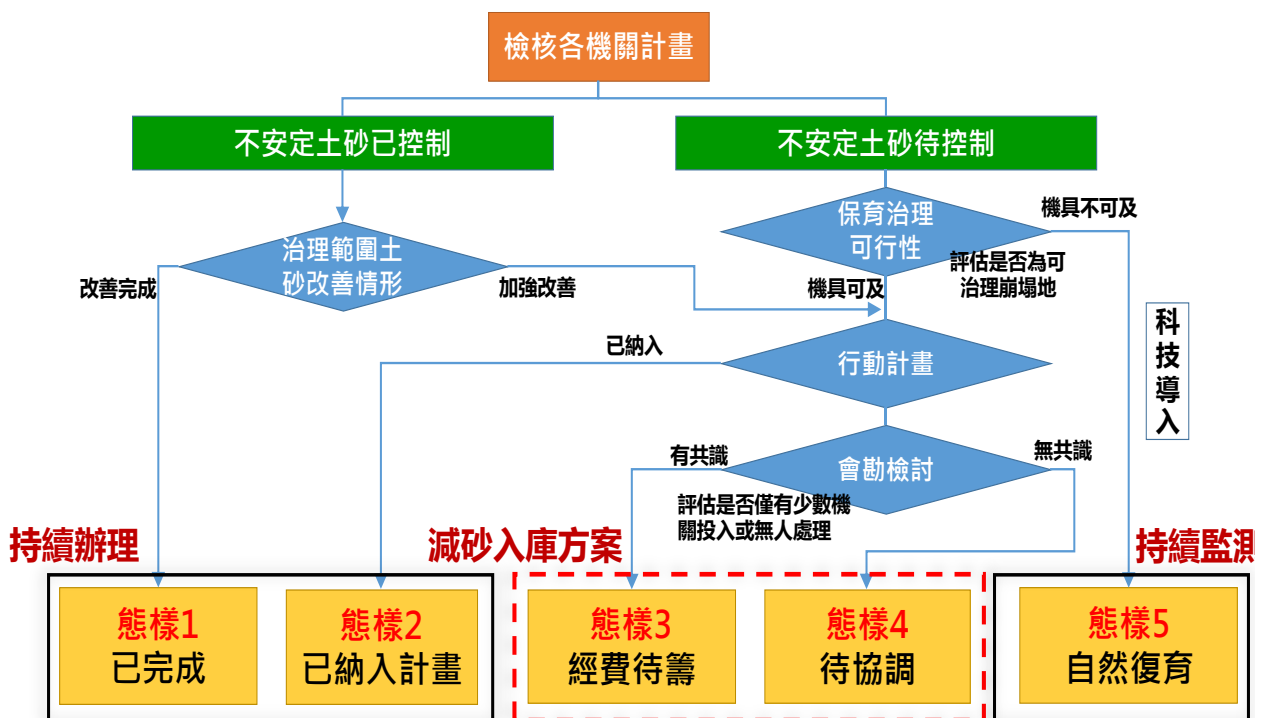 檢核各機關計畫
不安定土砂已控制
不安定土砂待控制
保育治理
可行性
機具不可及
治理範圍土
砂改善情形
評估是否為可
治理崩塌地
改善完成
加強改善
機具可及
科
技
導
入
已納入
行動計畫
有共識
會勘檢討
無共識
評估是否僅有少數機
關投入或無人處理
持續辦理
減砂入庫方案
持續監測
態樣1
已完成
態樣2
已納入計畫
態樣3
經費待籌
態樣4
待協調
態樣5
自然復育